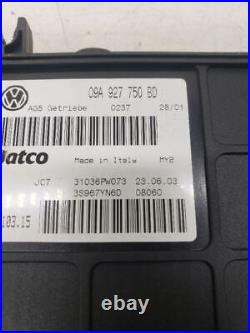 09A 927 750 BD
AG5 Getriebe 0237 28/01
Jatco Made in Italy MY2
JC7 31036PW073 23.06.03
3S967YN6D 08060
103.15